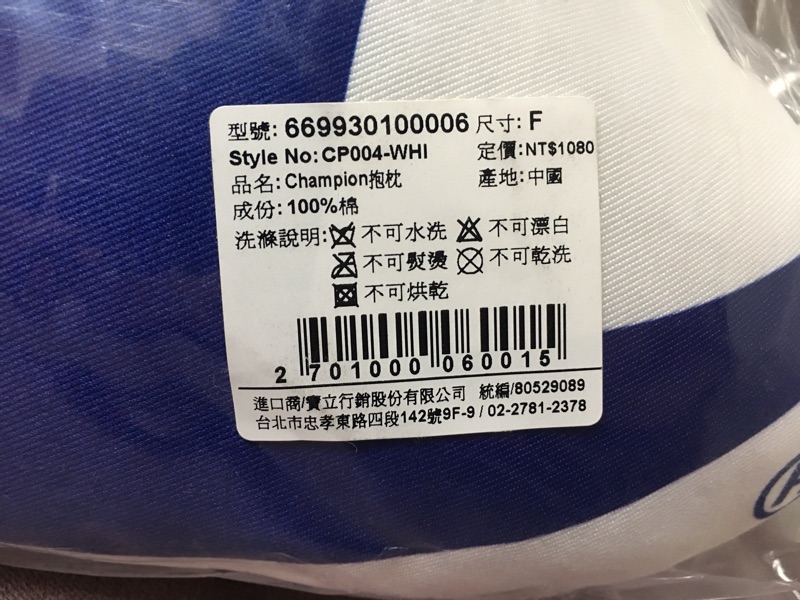 型號: 669930100006 尺寸: F
Style No: CP004-WHI 定價:NT$1080
品名: Champion抱枕 產地: 中國
成份: 100%棉
洗滌說明: 不可水洗 不可漂白
不可熨燙 不可乾洗
不可烘乾
2 701000 060015
進口商/寶立行銷股份有限公司 統編/80529089
台北市忠孝東路四段142號9F-9 / 02-2781-2378